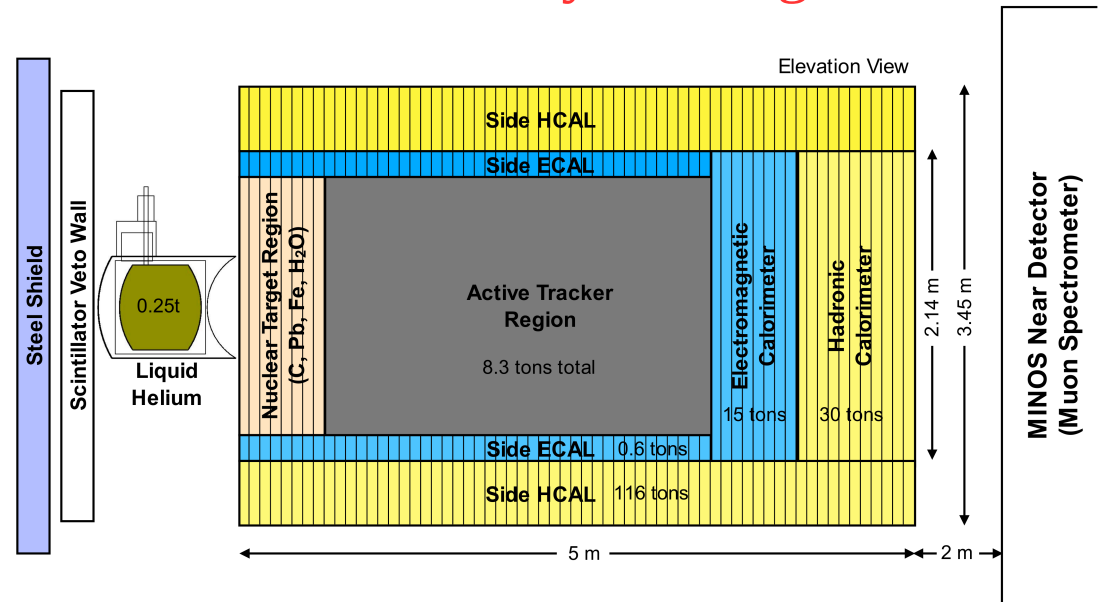 Elevation View
Side HCAL
Side ECAL
Steel Shield
Scintillator Veto Wall
0.25t
Liquid
Helium
Nuclear Target Region
(C, Pb, Fe, H₂O)
Active Tracker
Region
8.3 tons total
Electromagnetic
Calorimeter
15 tons
Hadronic
Calorimeter
30 tons
2.14 m
3.45 m
MINOS Near Detector
(Muon Spectrometer)
Side ECAL 0.6 tons
Side HCAL 116 tons
5 m
2 m